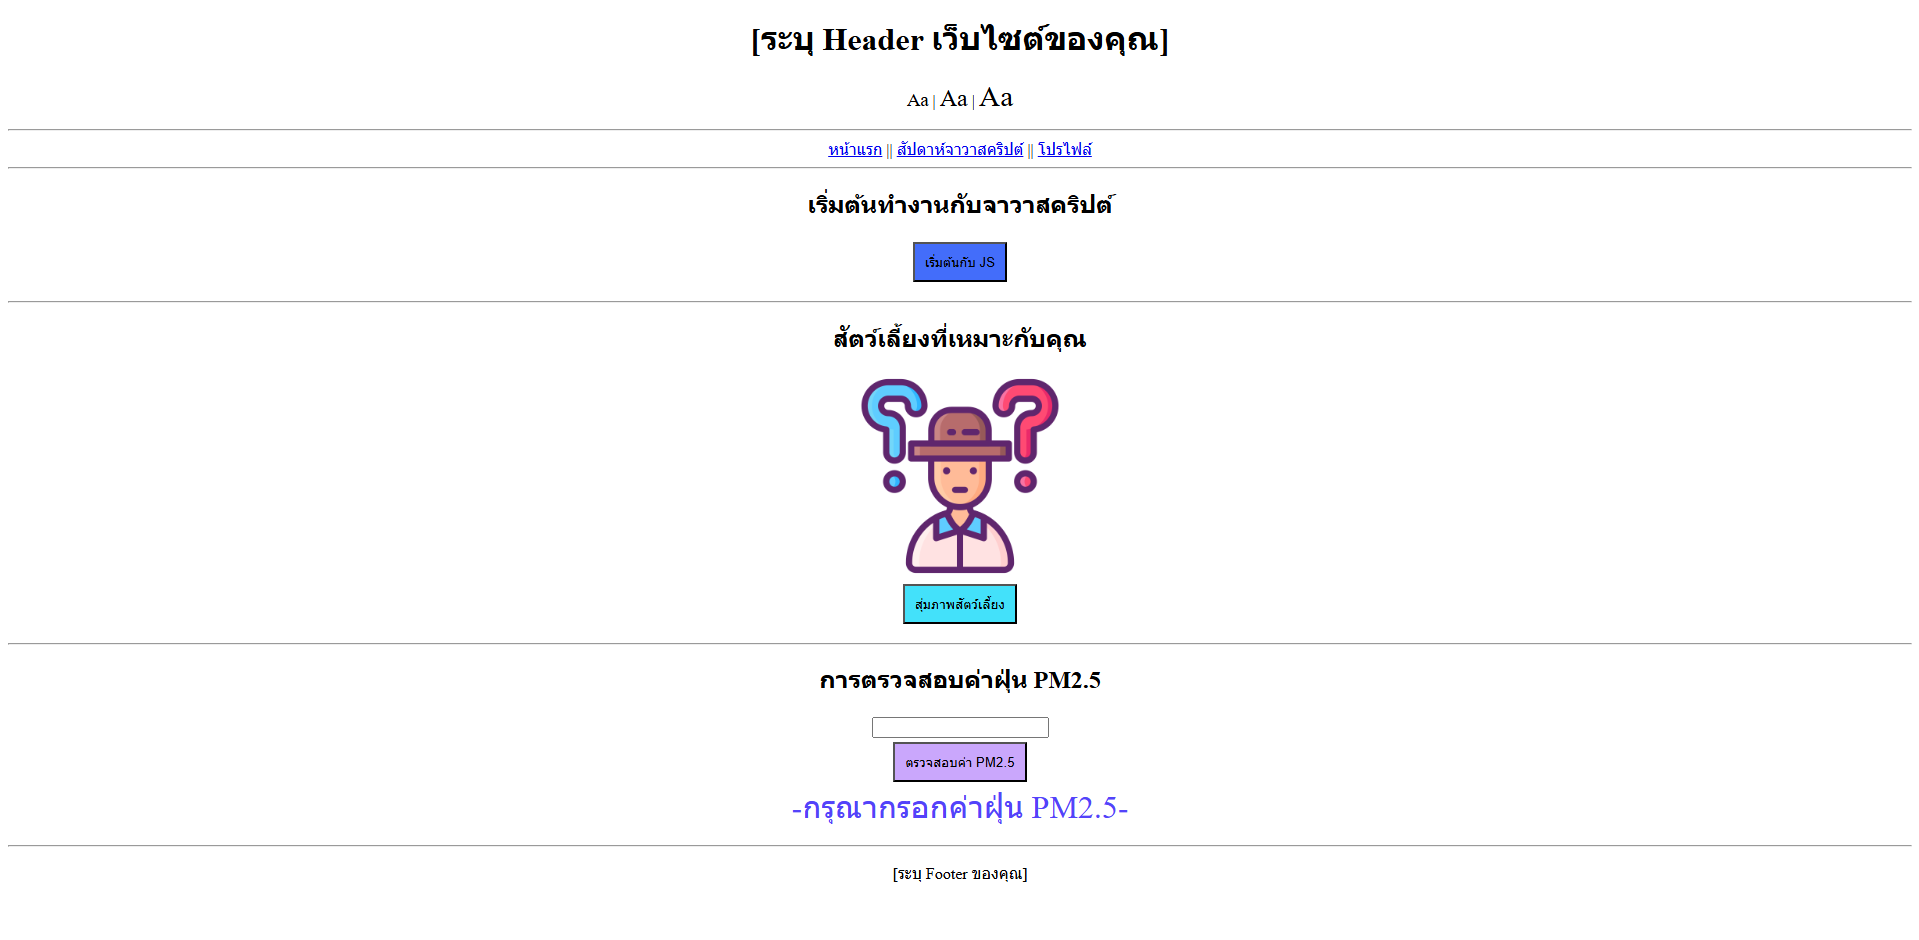 [ระบุ Header เว็บไซต์ของคุณ]
Aa | Aa | Aa
หน้าแรก || สัปดาห์จาวาสคริปต์ || โปรไฟล์
เริ่มต้นทำงานกับจาวาสคริปต์
เริ่มต้นกับ JS
สัตว์เลี้ยงที่เหมาะกับคุณ
สุ่มภาพสัตว์เลี้ยง
การตรวจสอบค่าฝุ่น PM2.5
ตรวจสอบค่า PM2.5
-กรุณากรอกค่าฝุ่น PM2.5-
[ระบุ Footer ของคุณ]